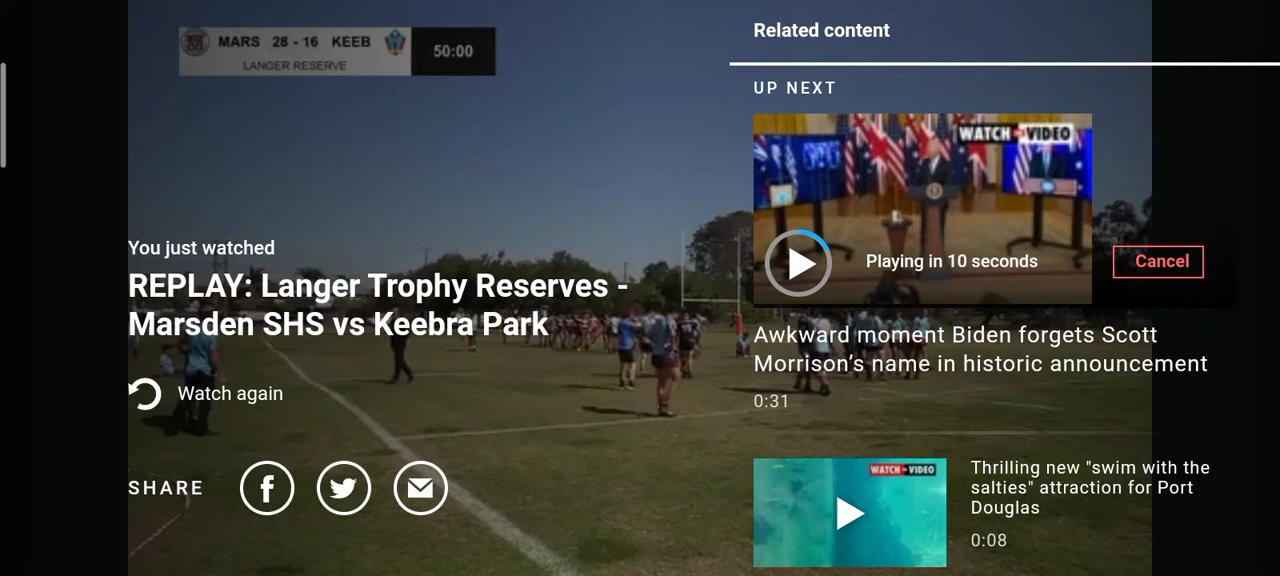 MARS 28 - 16 KEEB
50:00
LANGER RESERVE
You just watched
REPLAY: Langer Trophy Reserves -
Marsden SHS vs Keebra Park
Watch again
SHARE
Related content
UP NEXT
WATCH VIDEO
Playing in 10 seconds
Cancel
Awkward moment Biden forgets Scott
Morrison’s name in historic announcement
0:31
WATCH VIDEO
Thrilling new "swim with the
salties" attraction for Port
Douglas
0:08